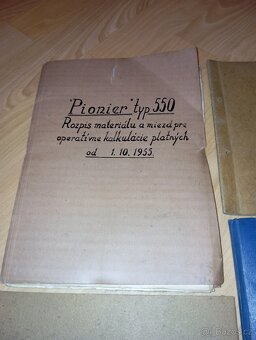 "Pionier" typ 550
Rozpis materiálu a miezd pre
operatívne kalkulácie platných
od 1. 10. 1955.